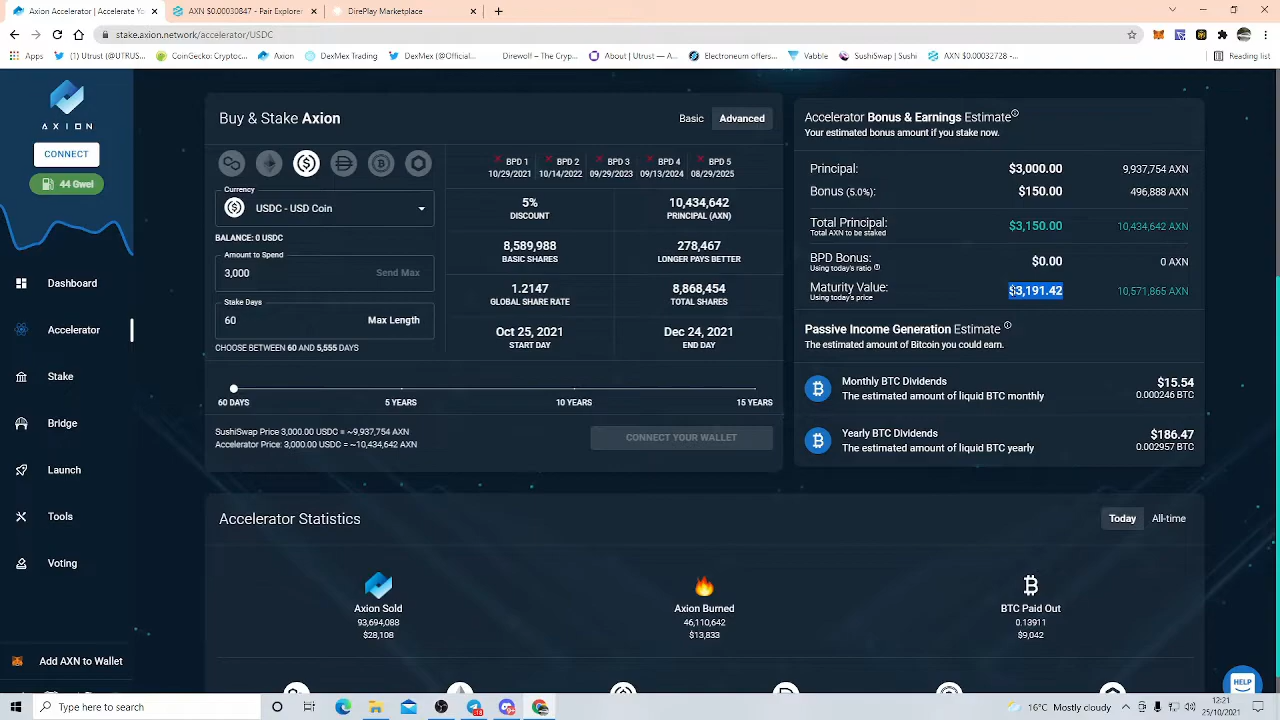 Axion Accelerator | Accelerate Yo
AXN $0.00030847 - Fair Explorer
DirePlay Marketplace
stake.axion.network/accelerator/USDC
Apps
(1) Utrust (@UTRUS...
CoinGecko: Cryptoc...
Axion
DexMex Trading
DexMex (@Official...
Direwolf – The Cryp...
About | Utrust — A...
Electroneum offers...
Vabble
SushiSwap | Sushi
AXN $0.00032728 -...
Reading list
AXION
CONNECT
44 Gwei
Dashboard
Accelerator
Stake
Bridge
Launch
Tools
Voting
Add AXN to Wallet
Buy & Stake Axion
Basic
Advanced
Currency
USDC - USD Coin
BALANCE: 0 USDC
Amount to Spend
3,000
Send Max
Stake Days
60
Max Length
CHOOSE BETWEEN 60 AND 5,555 DAYS
BPD 1 BPD 2 BPD 3 BPD 4 BPD 5
10/23/2021 10/14/2022 09/29/2023 09/13/2024 08/29/2025
5% 10,434,642
DISCOUNT PRINCIPAL (AXN)
8,589,988 278,467
BASIC SHARES LONGER PAYS BETTER
1.2147 8,868,454
GLOBAL SHARE RATE TOTAL SHARES
Oct 25, 2021 Dec 24, 2021
START DAY END DAY
60 DAYS 5 YEARS 10 YEARS 15 YEARS
SushiSwap Price 3,000.00 USDC = ~9,937,754 AXN
Accelerator Price: 3,000.00 USDC = ~10,434,642 AXN
CONNECT YOUR WALLET
Accelerator Bonus & Earnings Estimate
Your estimated bonus amount if you stake now.
Principal: $3,000.00 9,937,754 AXN
Bonus (5.0%): $150.00 496,888 AXN
Total Principal: $3,150.00 10,434,642 AXN
Total AXN to be staked
BPD Bonus: $0.00 0 AXN
Using today's ratio
Maturity Value: $3,191.42 10,571,865 AXN
Using today's price
Passive Income Generation Estimate
The estimated amount of Bitcoin you could earn.
Monthly BTC Dividends $15.54
The estimated amount of liquid BTC monthly 0.000246 BTC
Yearly BTC Dividends $186.47
The estimated amount of liquid BTC yearly 0.002957 BTC
Accelerator Statistics
Today
All-time
Axion Sold Axion Burned BTC Paid Out
93,694,088 46,110,642 0.13911
$28,108 $13,833 $9,042
HELP
Type here to search
16°C Mostly cloudy
12:21
25/10/2021